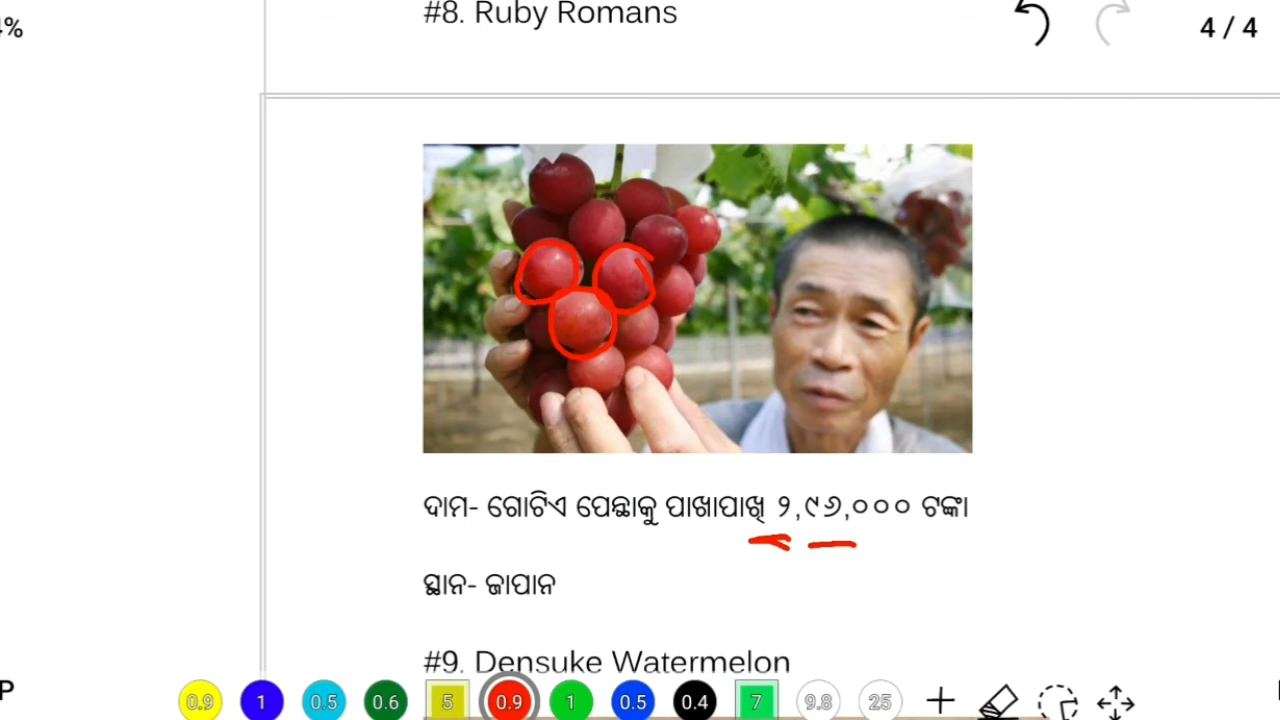 4%
#8. Ruby Romans
4 / 4
ଦାମ- ଗୋଟିଏ ପେନ୍ଥାକୁ ପାଖାପାଖି ୨,୯୬,୦୦୦ ଟଙ୍କା
ସ୍ଥାନ- ଜାପାନ
#9. Densuke Watermelon
P
0.9 1 0.5 0.6 5 0.9 1 0.5 0.4 7 9.8 25